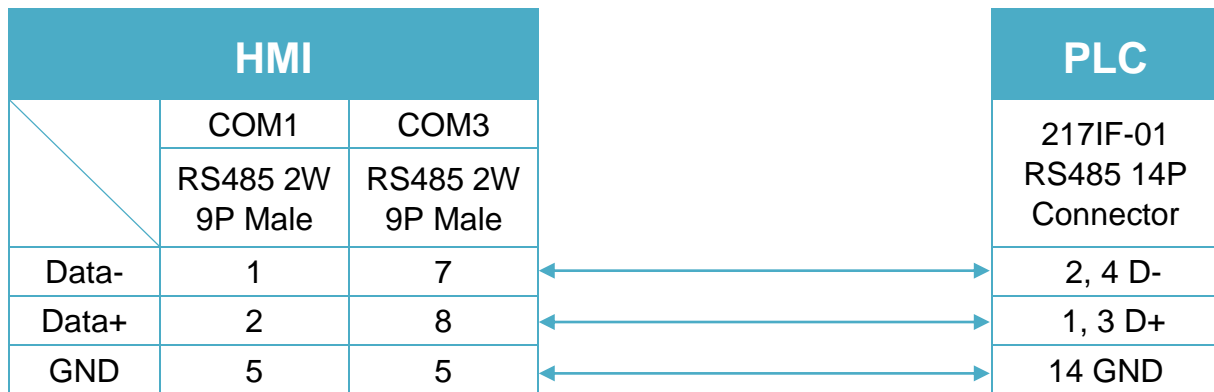 HMI
PLC
COM1 COM3
217IF-01
RS485 14P
Connector
RS485 2W RS485 2W
9P Male 9P Male
Data- 1 7 2, 4 D-
Data+ 2 8 1, 3 D+
GND 5 5 14 GND